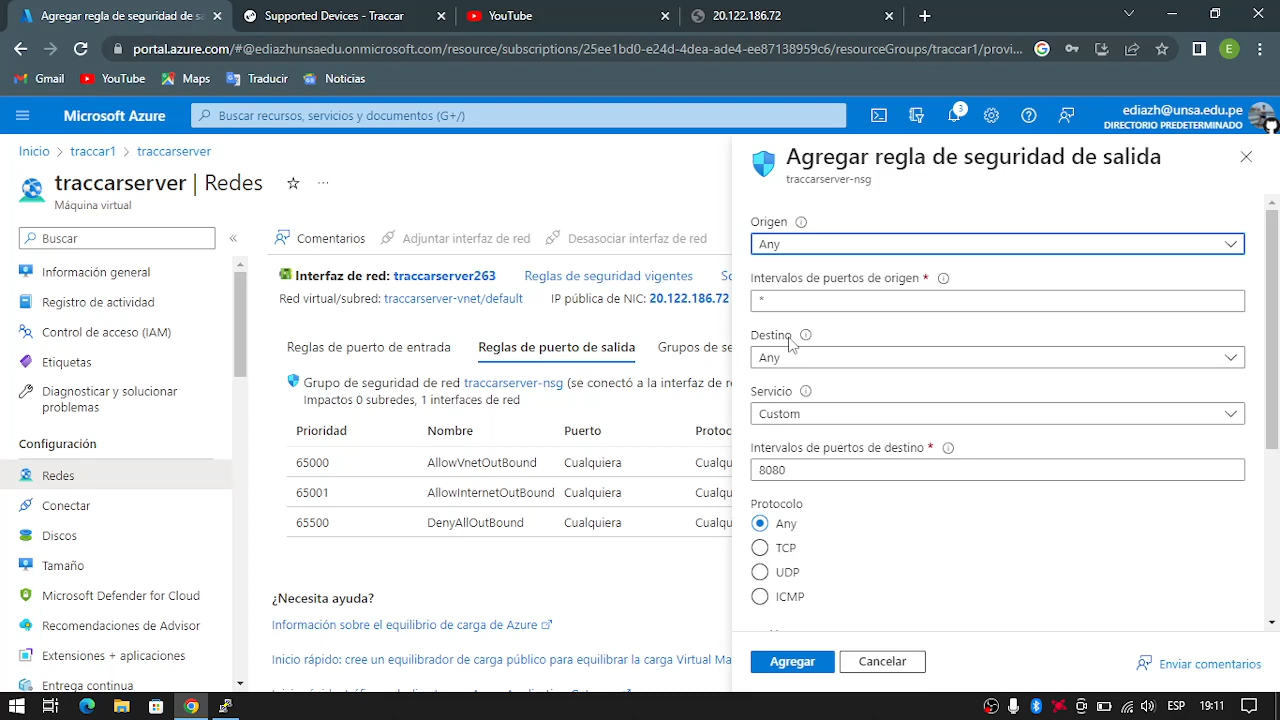 Agregar regla de seguridad de sa
Supported Devices - Traccar
YouTube
20.122.186.72
portal.azure.com/#@ediazhunsaedu.onmicrosoft.com/resource/subscriptions/25ee1bd0-e24d-4dea-ade4-ee87138959c6/resourceGroups/traccar1/provi...
E
Gmail
YouTube
Maps
Traducir
Noticias
Microsoft Azure
Buscar recursos, servicios y documentos (G+/)
3
ediazh@unsa.edu.pe
DIRECTORIO PREDETERMINADO
Inicio > traccar1 > traccarserver
traccarserver | Redes
Máquina virtual
Buscar
Información general
Registro de actividad
Control de acceso (IAM)
Etiquetas
Diagnosticar y solucionar
problemas
Configuración
Redes
Conectar
Discos
Tamaño
Microsoft Defender for Cloud
Recomendaciones de Advisor
Extensiones + aplicaciones
Entrega continua
Comentarios
Adjuntar interfaz de red
Desasociar interfaz de red
Interfaz de red: traccarserver263
Reglas de seguridad vigentes
Red virtual/subred: traccarserver-vnet/default
IP pública de NIC: 20.122.186.72
Reglas de puerto de entrada
Reglas de puerto de salida
Grupos de se
Grupo de seguridad de red traccarserver-nsg (se conectó a la interfaz de re
Impactos 0 subredes, 1 interfaces de red
Prioridad Nombre Puerto Protoc
65000 AllowVnetOutBound Cualquiera Cualqu
65001 AllowInternetOutBound Cualquiera Cualqu
65500 DenyAllOutBound Cualquiera Cualqu
¿Necesita ayuda?
Información sobre el equilibrio de carga de Azure
Inicio rápido: cree un equilibrador de carga público para equilibrar la carga Virtual Ma
Agregar regla de seguridad de salida
traccarserver-nsg
Origen
Any
Intervalos de puertos de origen *
*
Destino
Any
Servicio
Custom
Intervalos de puertos de destino *
8080
Protocolo
Any
TCP
UDP
ICMP
Agregar
Cancelar
Enviar comentarios
ESP
19:11